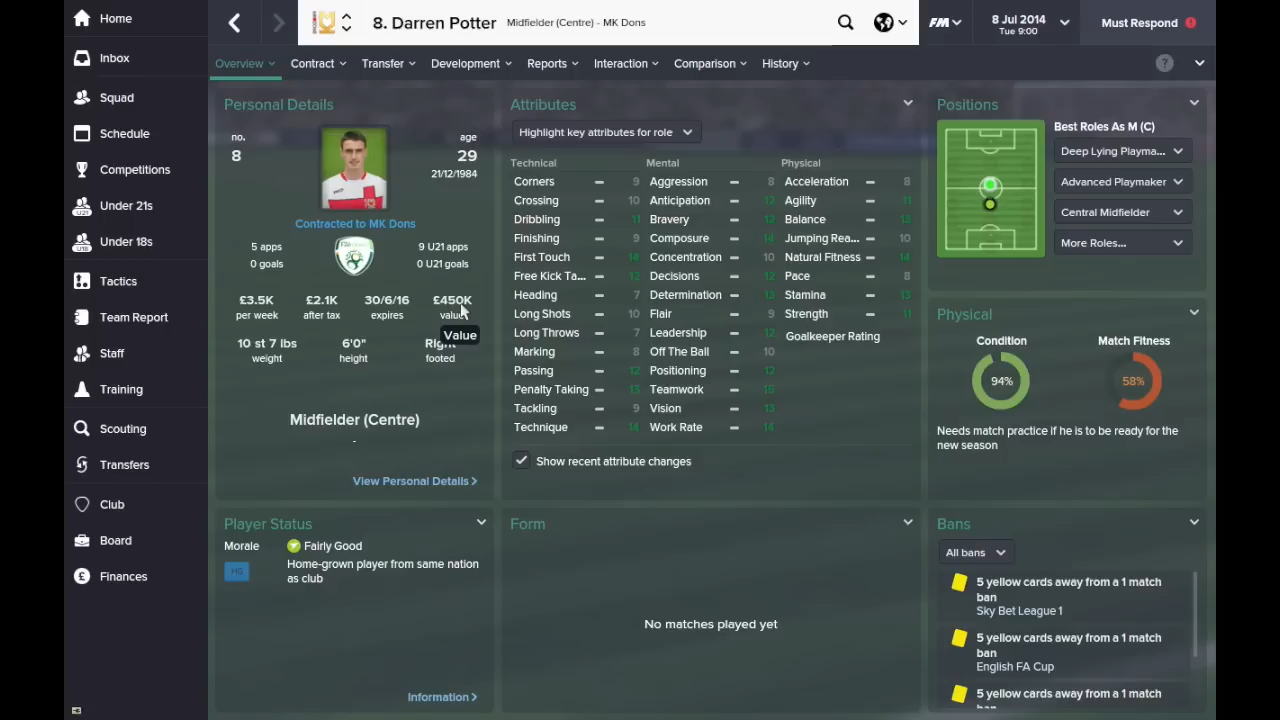 Home
Inbox
Squad
Schedule
Competitions
Under 21s
Under 18s
Tactics
Team Report
Staff
Training
Scouting
Transfers
Club
Board
Finances
8. Darren Potter Midfielder (Centre) - MK Dons
FM
8 Jul 2014
Tue 9:00
Must Respond
Overview Contract Transfer Development Reports Interaction Comparison History
Personal Details
no.
8
age
29
21/12/1984
Contracted to MK Dons
5 apps
0 goals
9 U21 apps
0 U21 goals
£3.5K per week
£2.1K after tax
30/6/16 expires
£450K value
Value
10 st 7 lbs weight
6'0" height
footed
Midfielder (Centre)
-
View Personal Details >
Attributes
Highlight key attributes for role
Technical Mental Physical
Corners 9 Aggression 8 Acceleration 8
Crossing 10 Anticipation 12 Agility 11
Dribbling 11 Bravery 12 Balance 13
Finishing 9 Composure 14 Jumping Rea... 10
First Touch 14 Concentration 10 Natural Fitness 14
Free Kick Ta... 12 Decisions 12 Pace 8
Heading 7 Determination 13 Stamina 13
Long Shots 10 Flair 9 Strength 11
Long Throws 7 Leadership 12 Goalkeeper Rating
Marking 8 Off The Ball 10
Passing 12 Positioning 12
Penalty Taking 13 Teamwork
Tackling 9 Vision 13
Technique 14 Work Rate 14
Show recent attribute changes
Positions
Best Roles As M (C)
Deep Lying Playma...
Advanced Playmaker
Central Midfielder
More Roles...
Physical
Condition
94%
Match Fitness
58%
Needs match practice if he is to be ready for the
new season
Player Status
Morale Fairly Good
HG Home-grown player from same nation
as club
Information >
Form
No matches played yet
Bans
All bans
5 yellow cards away from a 1 match
ban
Sky Bet League 1
5 yellow cards away from a 1 match
ban
English FA Cup
5 yellow cards away from a 1 match